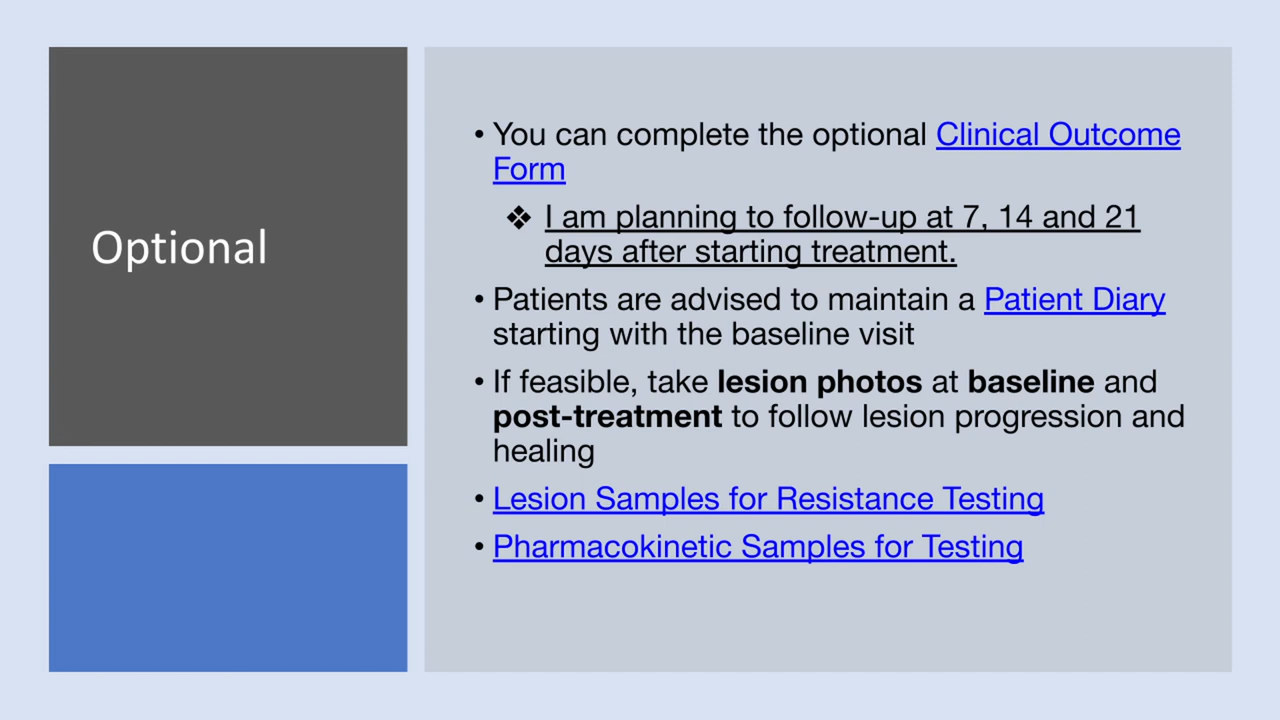 Optional
• You can complete the optional Clinical Outcome
Form
❖ I am planning to follow-up at 7, 14 and 21
days after starting treatment.
• Patients are advised to maintain a Patient Diary
starting with the baseline visit
• If feasible, take lesion photos at baseline and
post-treatment to follow lesion progression and
healing
• Lesion Samples for Resistance Testing
• Pharmacokinetic Samples for Testing